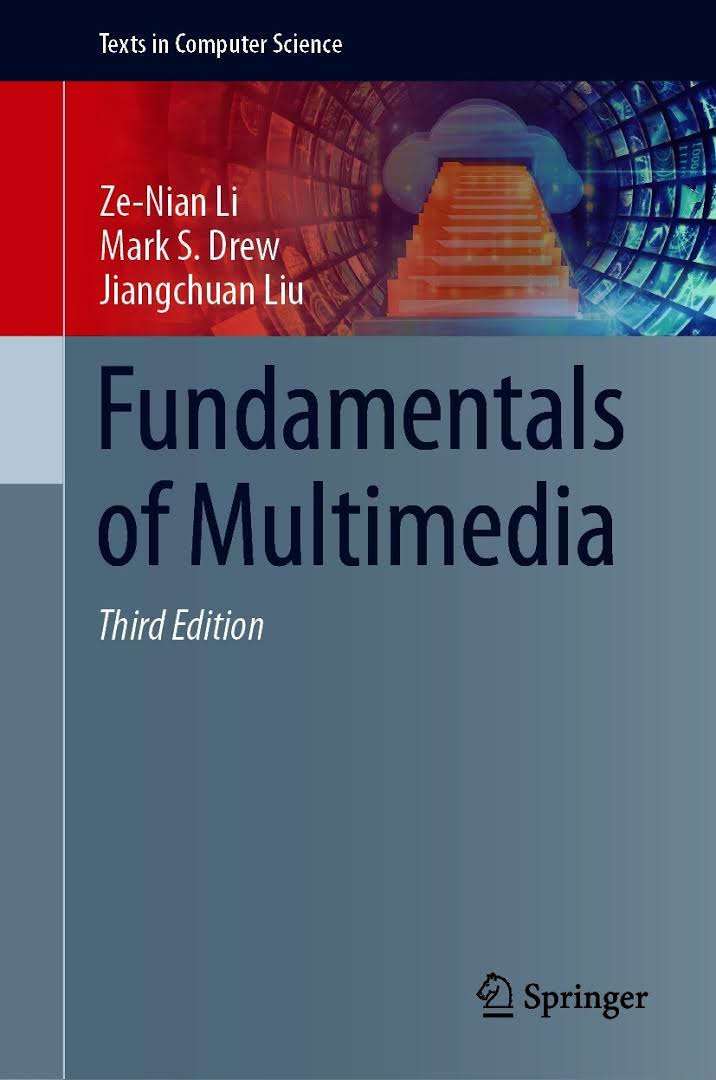 Texts in Computer Science
Ze-Nian Li
Mark S. Drew
Jiangchuan Liu
Fundamentals
of Multimedia
Third Edition
Springer